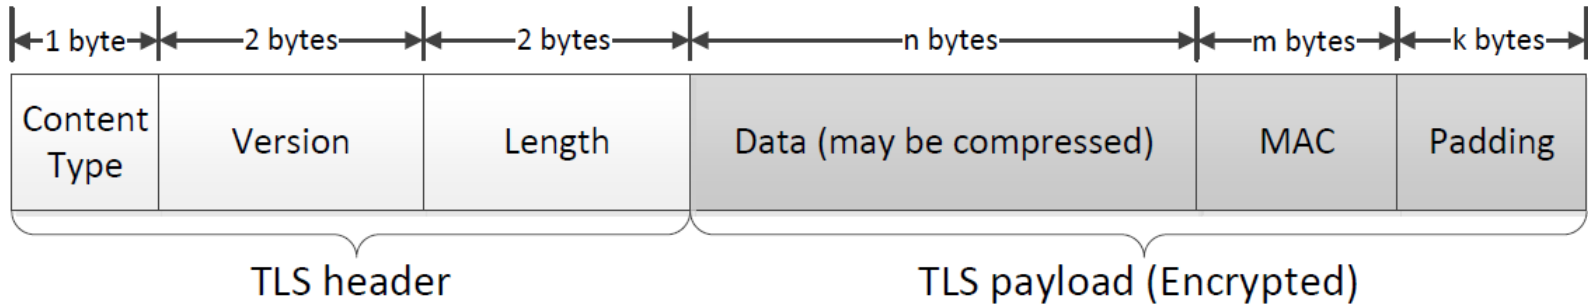 1 byte 2 bytes 2 bytes n bytes m bytes k bytes
Content Type Version Length Data (may be compressed) MAC Padding
TLS header TLS payload (Encrypted)